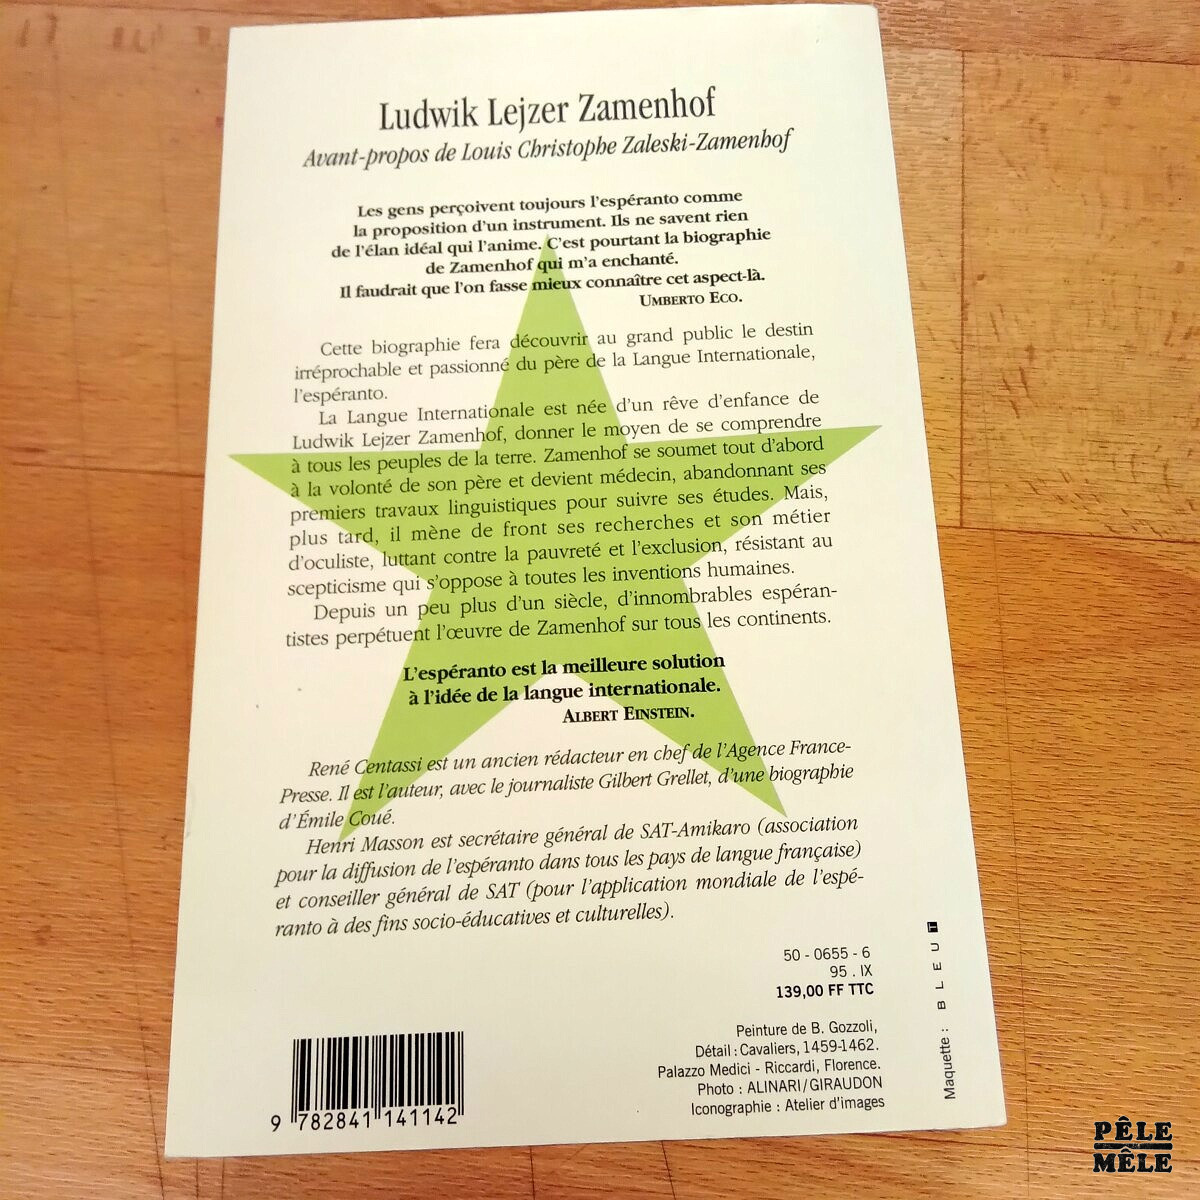 Ludwik Lejzer Zamenhof
Avant-propos de Louis Christophe Zaleski-Zamenhof
Les gens perçoivent toujours l'espéranto comme
la proposition d'un instrument. Ils ne savent rien
de l'élan idéal qui l'anime. C'est pourtant la biographie
de Zamenhof qui m'a enchanté.
Il faudrait que l'on fasse mieux connaître cet aspect-là.
UMBERTO ECO.
Cette biographie fera découvrir au grand public le destin
irréprochable et passionné du père de la Langue Internationale,
l'espéranto.
La Langue Internationale est née d'un rêve d'enfance de
Ludwik Lejzer Zamenhof, donner le moyen de se comprendre
à tous les peuples de la terre. Zamenhof se soumet tout d'abord
à la volonté de son père et devient médecin, abandonnant ses
premiers travaux linguistiques pour suivre ses études. Mais,
plus tard, il mène de front ses recherches et son métier
d'oculiste, luttant contre la pauvreté et l'exclusion, résistant au
scepticisme qui s'oppose à toutes les inventions humaines.
Depuis un peu plus d'un siècle, d'innombrables espéran-
tistes perpétuent l'œuvre de Zamenhof sur tous les continents.
L'espéranto est la meilleure solution
à l'idée de la langue internationale.
ALBERT EINSTEIN.
René Centassi est un ancien rédacteur en chef de l'Agence France-
Presse. Il est l'auteur, avec le journaliste Gilbert Grellet, d'une biographie
d'Émile Coué.
Henri Masson est secrétaire général de SAT-Amikaro (association
pour la diffusion de l'espéranto dans tous les pays de langue française)
et conseiller général de SAT (pour l'application mondiale de l'espé-
ranto à des fins socio-éducatives et culturelles).
50 - 0655 - 6
95 . IX
139,00 FF TTC
Peinture de B. Gozzoli,
Détail : Cavaliers, 1459-1462.
Palazzo Medici - Riccardi, Florence.
Photo : ALINARI/GIRAUDON
Iconographie : Atelier d'images
Maquette : BLEUT
9 782841 141142
PÊLE
MÊLE